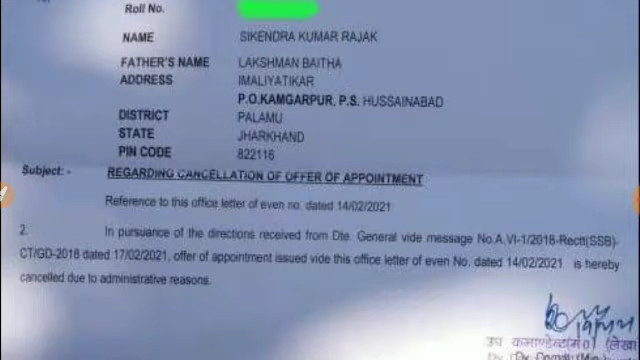 Roll No.
NAME SIKENDRA KUMAR RAJAK
FATHER'S NAME LAKSHMAN BAITHA
ADDRESS IMALIYATIKAR
P.O.KAMGARPUR, P.S. HUSSAINABAD
DISTRICT PALAMU
STATE JHARKHAND
PIN CODE 822116
Subject: - REGARDING CANCELLATION OF OFFER OF APPOINTMENT
Reference to this office letter of even no. dated 14/02/2021
2. In pursuance of the directions received from Dte. General vide message No.A.VI-1/2018-Rectt(SSB)-
CT/GD-2018 dated 17/02/2021, offer of appointment issued vide this office letter of even No. dated 14/02/2021 is hereby
cancelled due to administrative reasons.
उप (लेखा